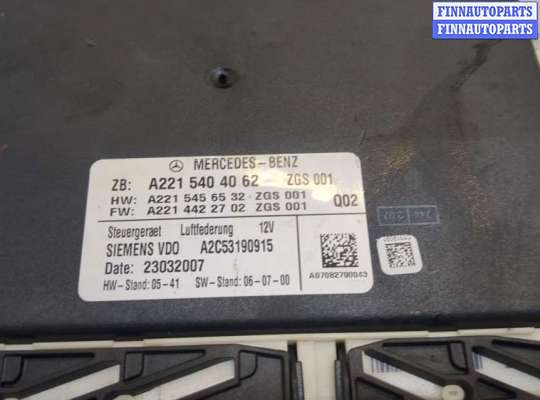 FINNAUTOPARTS
FINNAUTOPARTS
MERCEDES-BENZ
ZB: A221 540 40 62 ZGS 001
HW: A221 545 65 32 ZGS 001
FW: A221 442 27 02 ZGS 001 Q02
Steuergeraet Luftfederung 12V
SIEMENS VDO A2C53190915
Date: 23032007
HW-Stand: 05-41 SW-Stand: 06-07-00
A07082790043